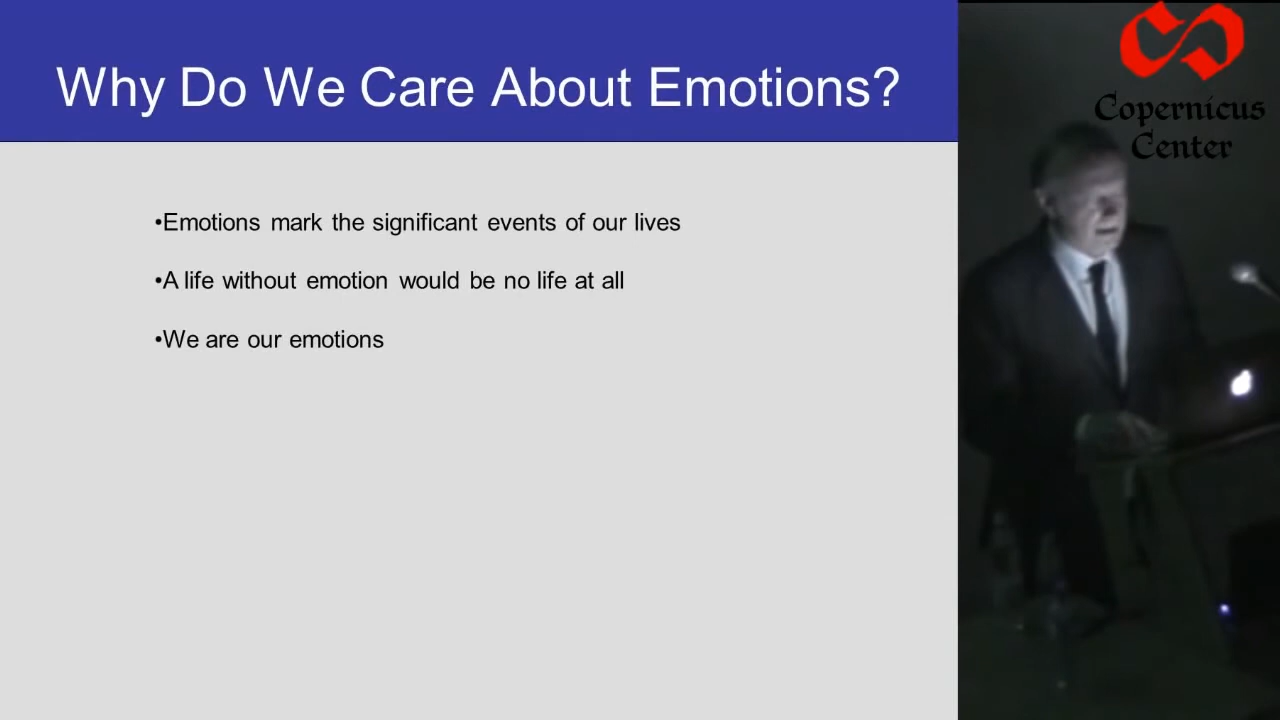 Why Do We Care About Emotions?
•Emotions mark the significant events of our lives
•A life without emotion would be no life at all
•We are our emotions
Copernicus
Center